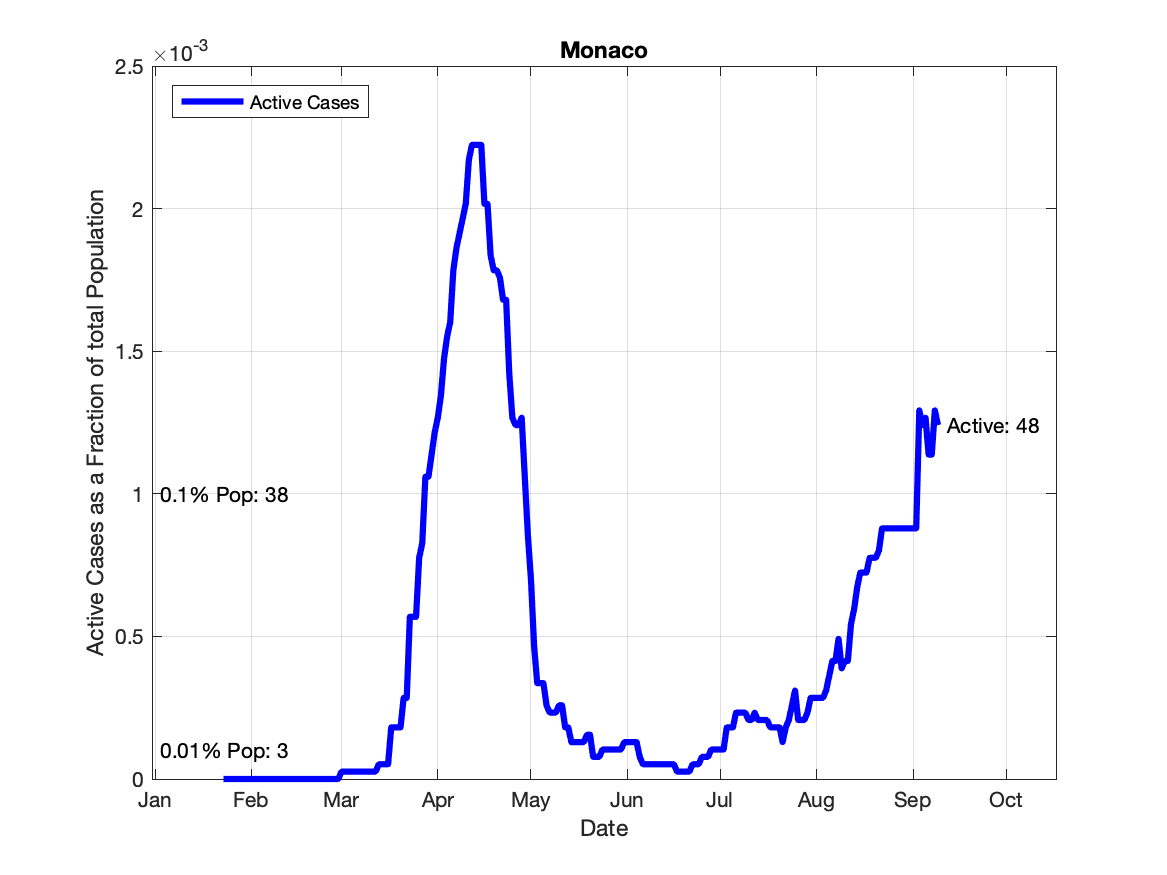 Monaco
×10-3
Active Cases
2.5
2
1.5
1
0.5
0
Active Cases as a Fraction of total Population
0.1% Pop: 38
0.01% Pop: 3
Active: 48
Jan Feb Mar Apr May Jun Jul Aug Sep Oct
Date